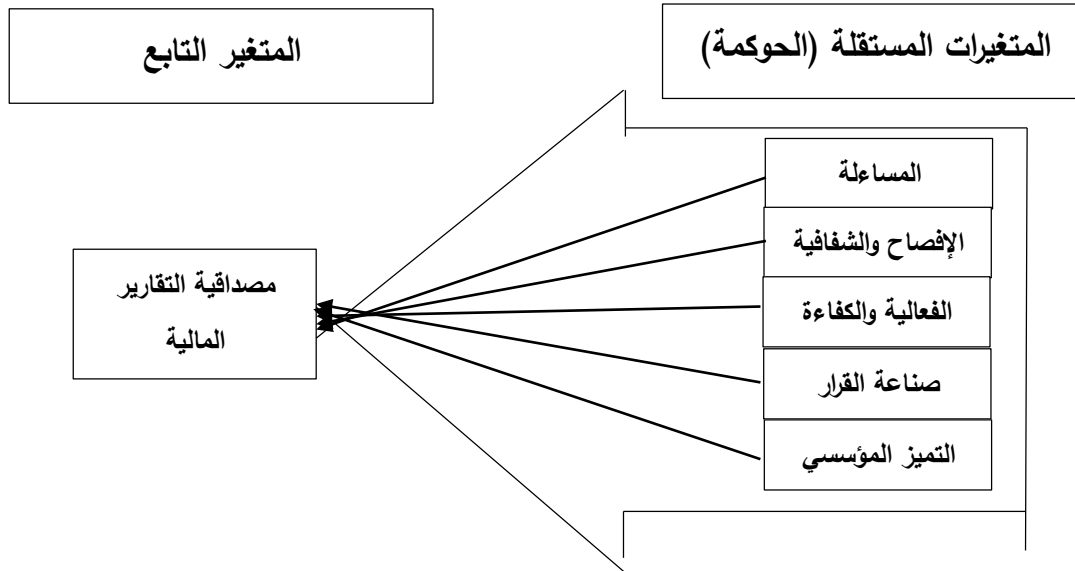 المتغيرات المستقلة (الحوكمة)
المتغير التابع
المساءلة
الإفصاح والشفافية
الفعالية والكفاءة
صناعة القرار
التميز المؤسسي
مصداقية التقارير
المالية